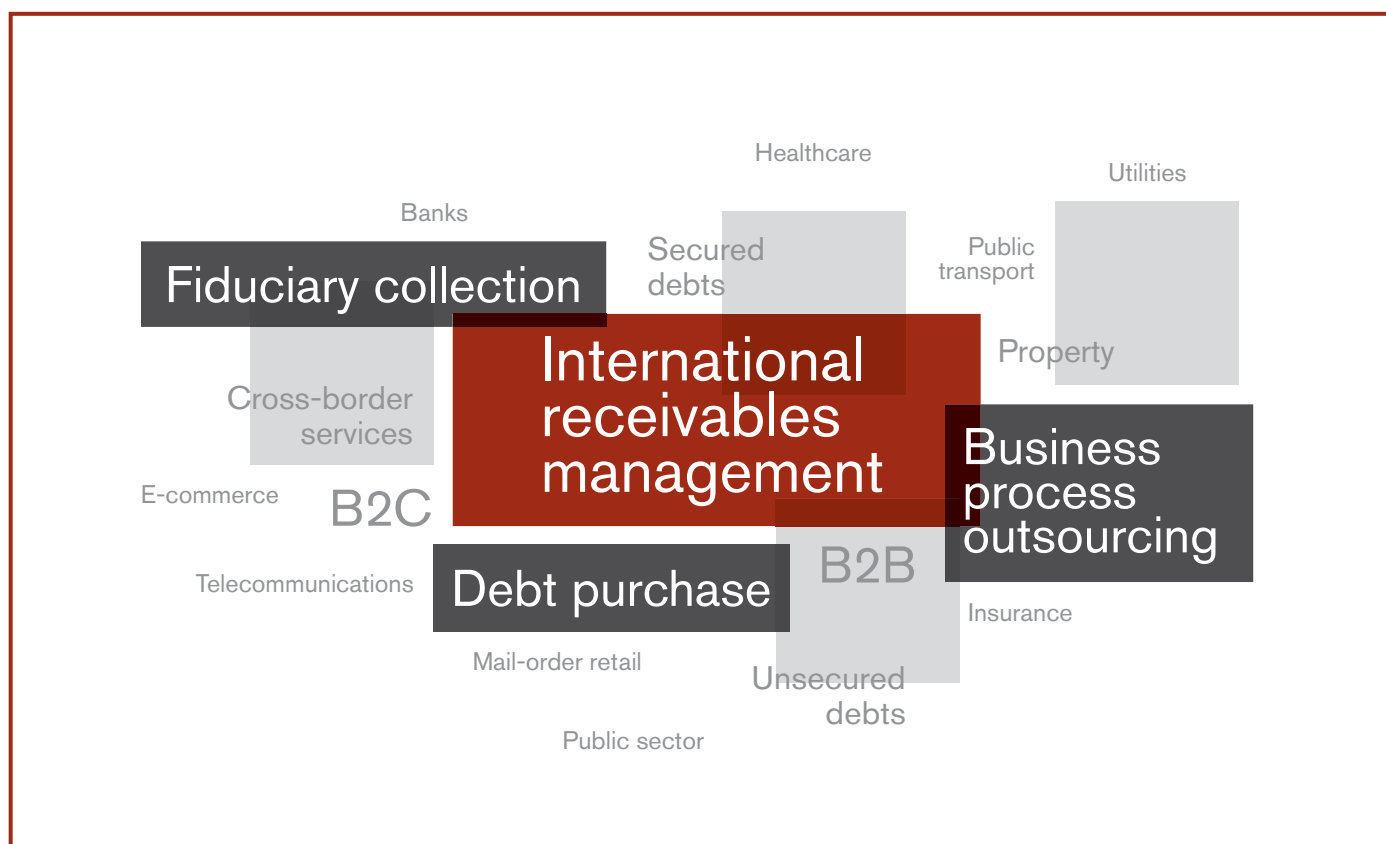 Healthcare
Utilities
Banks
Secured
debts
Public
transport
Fiduciary collection
International
receivables
management
Property
Cross-border
services
Business
process
outsourcing
E-commerce
B2C
B2B
Telecommunications
Debt purchase
Insurance
Mail-order retail
Unsecured
debts
Public sector